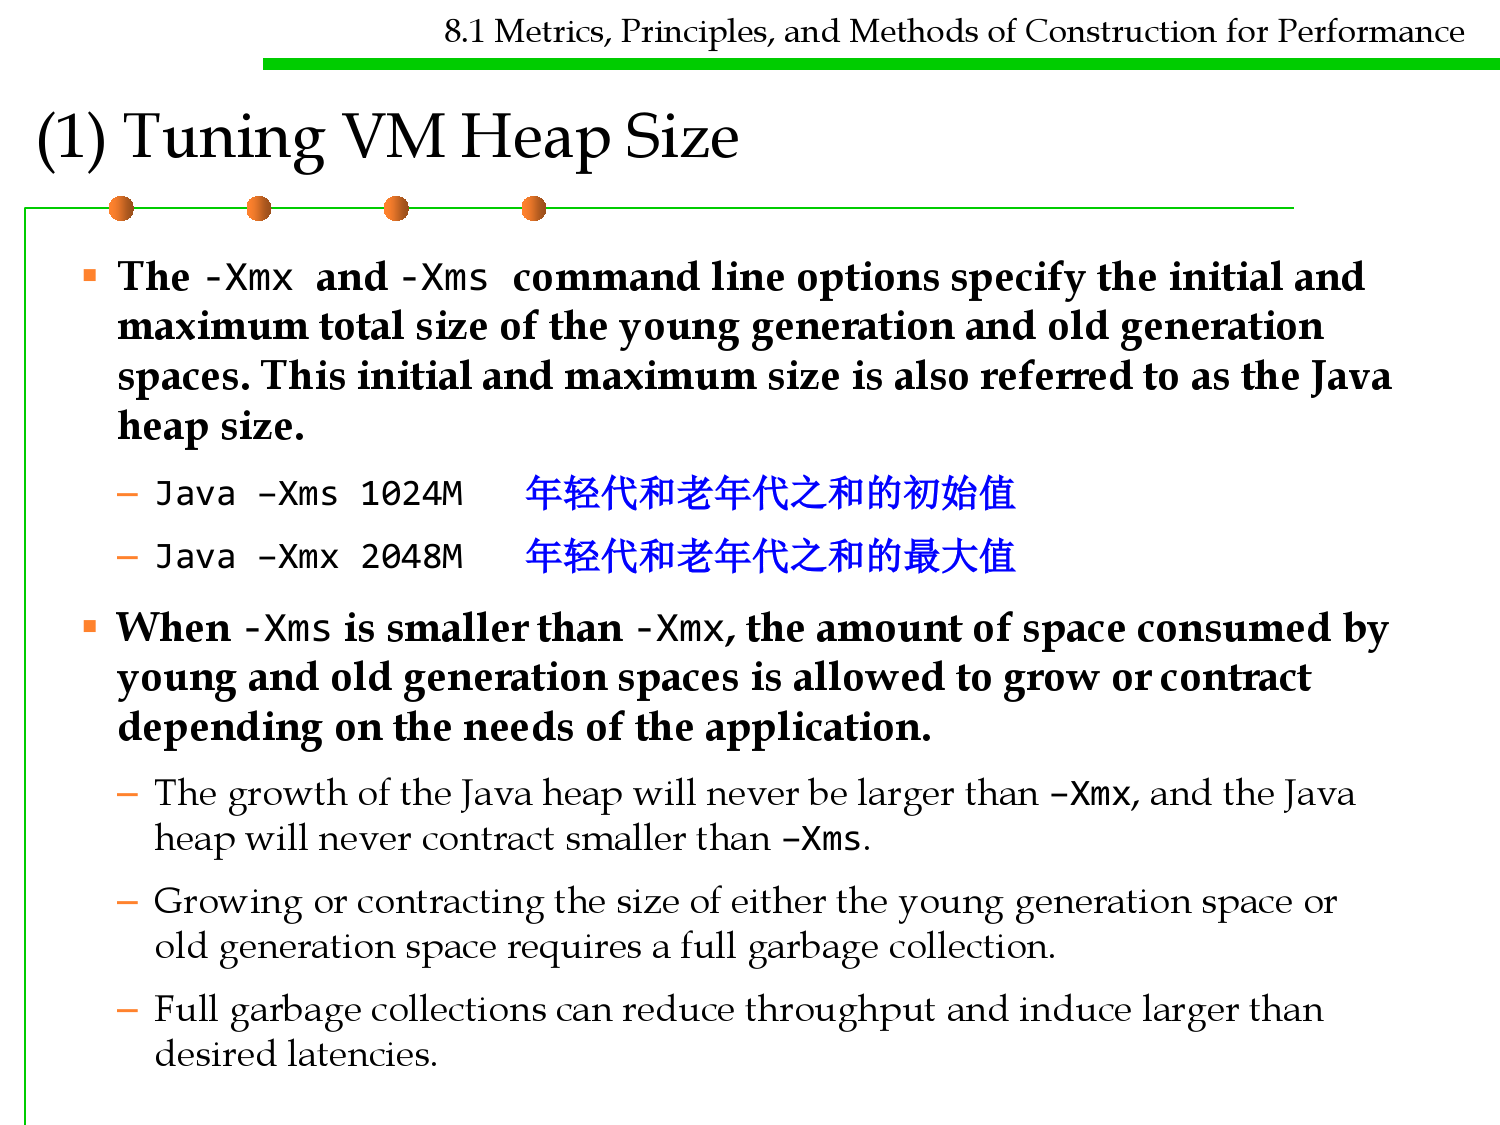 8.1 Metrics, Principles, and Methods of Construction for Performance
(1) Tuning VM Heap Size
▪ The -Xmx and -Xms command line options specify the initial and
maximum total size of the young generation and old generation
spaces. This initial and maximum size is also referred to as the Java
heap size.
– Java –Xms 1024M 年轻代和老年代之和的初始值
– Java –Xmx 2048M 年轻代和老年代之和的最大值
▪ When -Xms is smaller than -Xmx, the amount of space consumed by
young and old generation spaces is allowed to grow or contract
depending on the needs of the application.
– The growth of the Java heap will never be larger than –Xmx, and the Java
heap will never contract smaller than –Xms.
– Growing or contracting the size of either the young generation space or
old generation space requires a full garbage collection.
– Full garbage collections can reduce throughput and induce larger than
desired latencies.